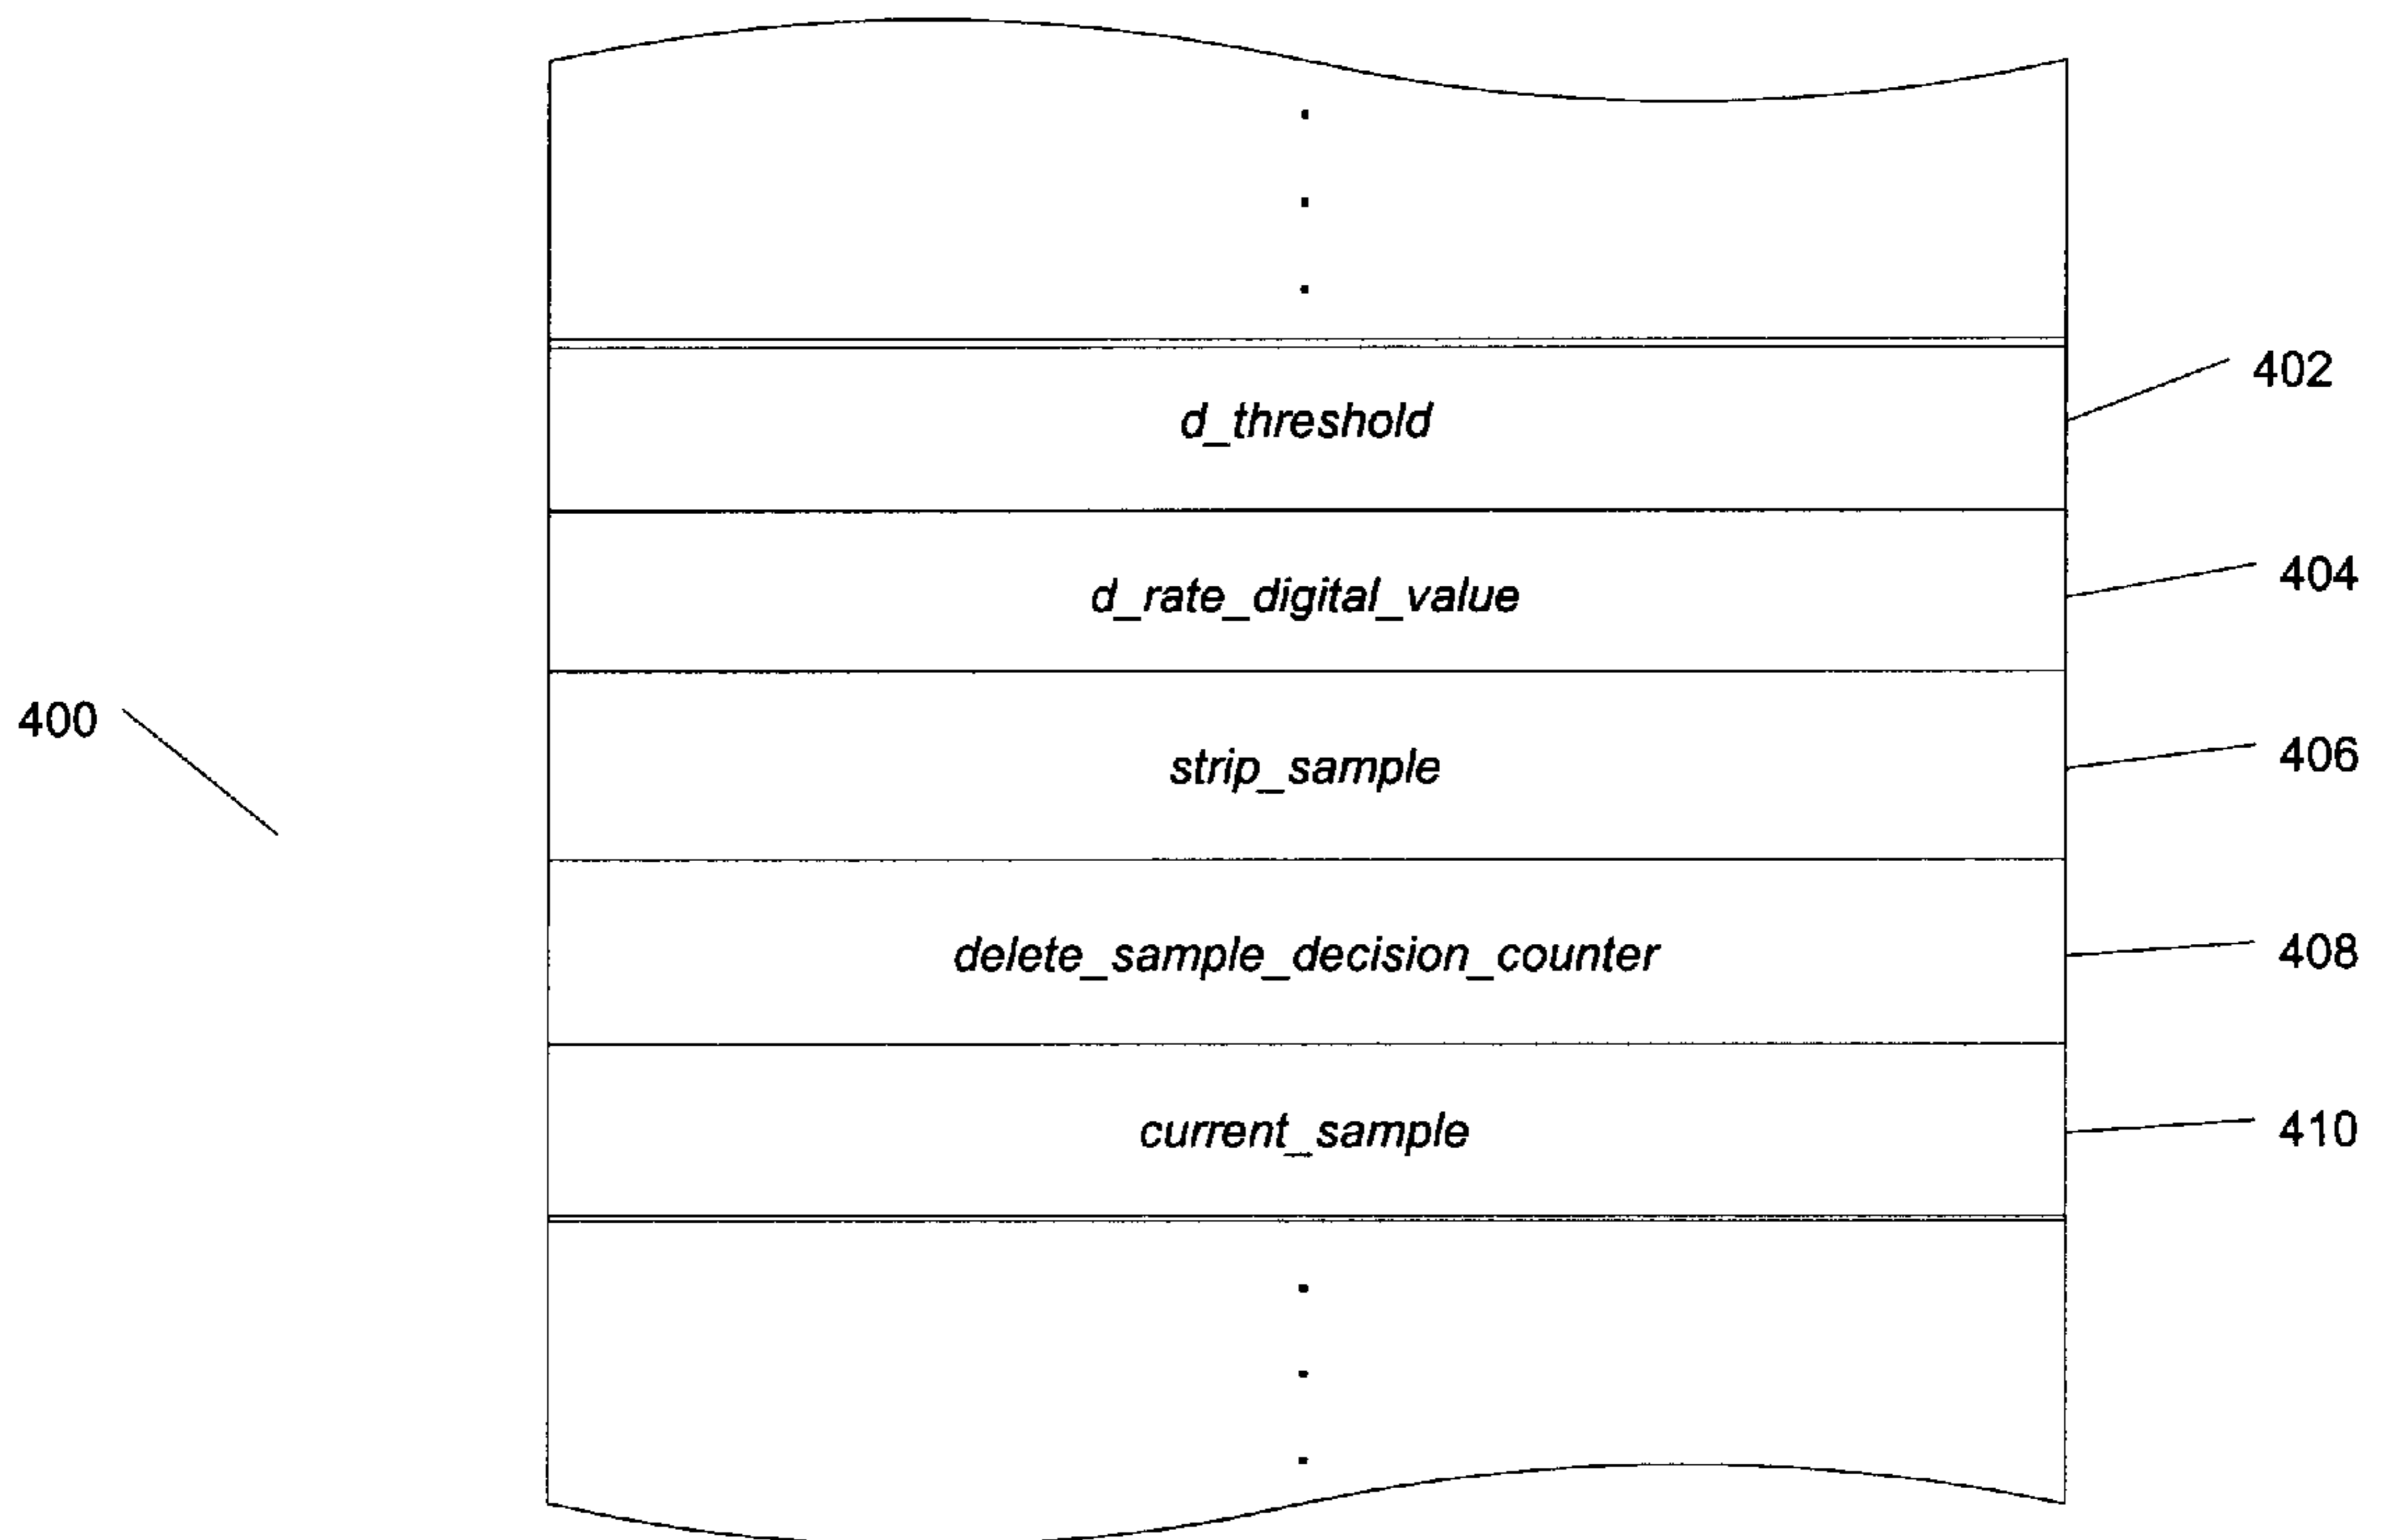 402
d_threshold
404
d_rate_digital_value
400
406
strip_sample
408
delete_sample_decision_counter
410
current_sample